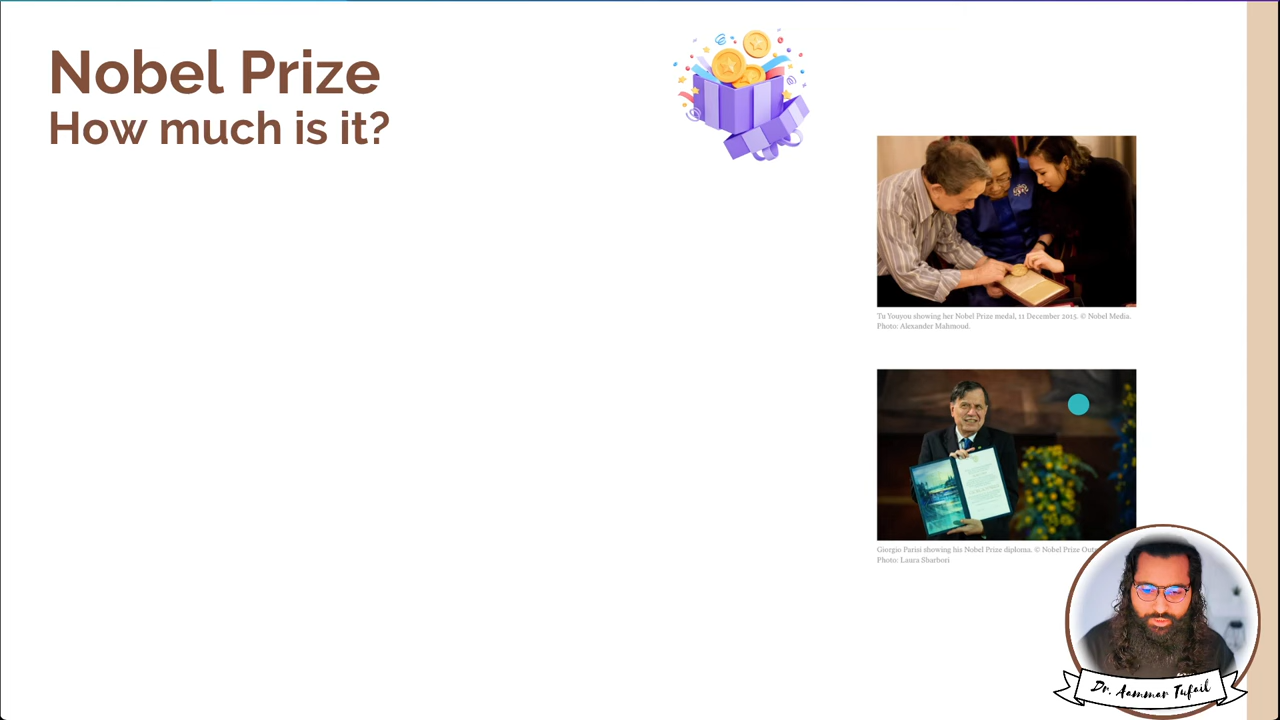 Nobel Prize
How much is it?
Tu Youyou showing her Nobel Prize medal, 11 December 2015. © Nobel Media.
Photo: Alexander Mahmoud.
Giorgio Parisi showing his Nobel Prize diploma. © Nobel Prize
Photo: Laura Sbarbori
Dr. Aammar Tufail